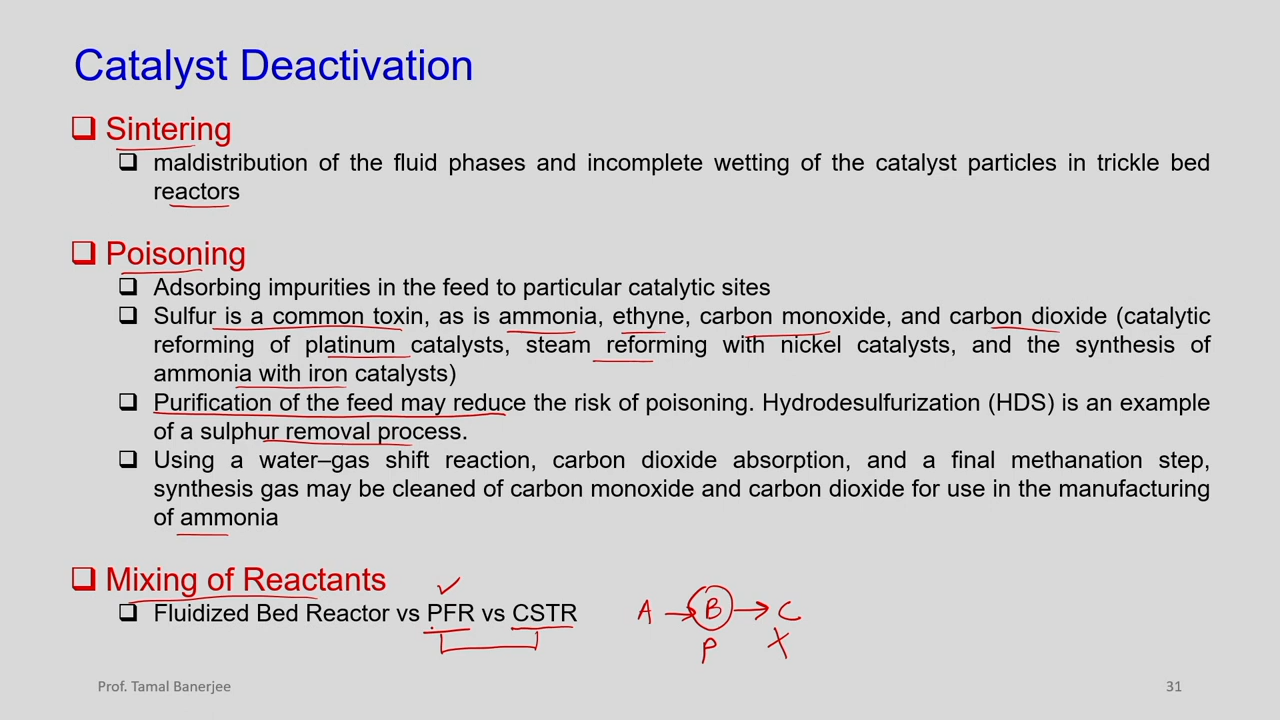 Catalyst Deactivation
❑ Sintering
❑ maldistribution of the fluid phases and incomplete wetting of the catalyst particles in trickle bed
reactors
❑ Poisoning
❑ Adsorbing impurities in the feed to particular catalytic sites
❑ Sulfur is a common toxin, as is ammonia, ethyne, carbon monoxide, and carbon dioxide (catalytic
reforming of platinum catalysts, steam reforming with nickel catalysts, and the synthesis of
ammonia with iron catalysts)
❑ Purification of the feed may reduce the risk of poisoning. Hydrodesulfurization (HDS) is an example
of a sulphur removal process.
❑ Using a water–gas shift reaction, carbon dioxide absorption, and a final methanation step,
synthesis gas may be cleaned of carbon monoxide and carbon dioxide for use in the manufacturing
of ammonia
❑ Mixing of Reactants
❑ Fluidized Bed Reactor vs PFR vs CSTR A → B → C
P X
Prof. Tamal Banerjee 31